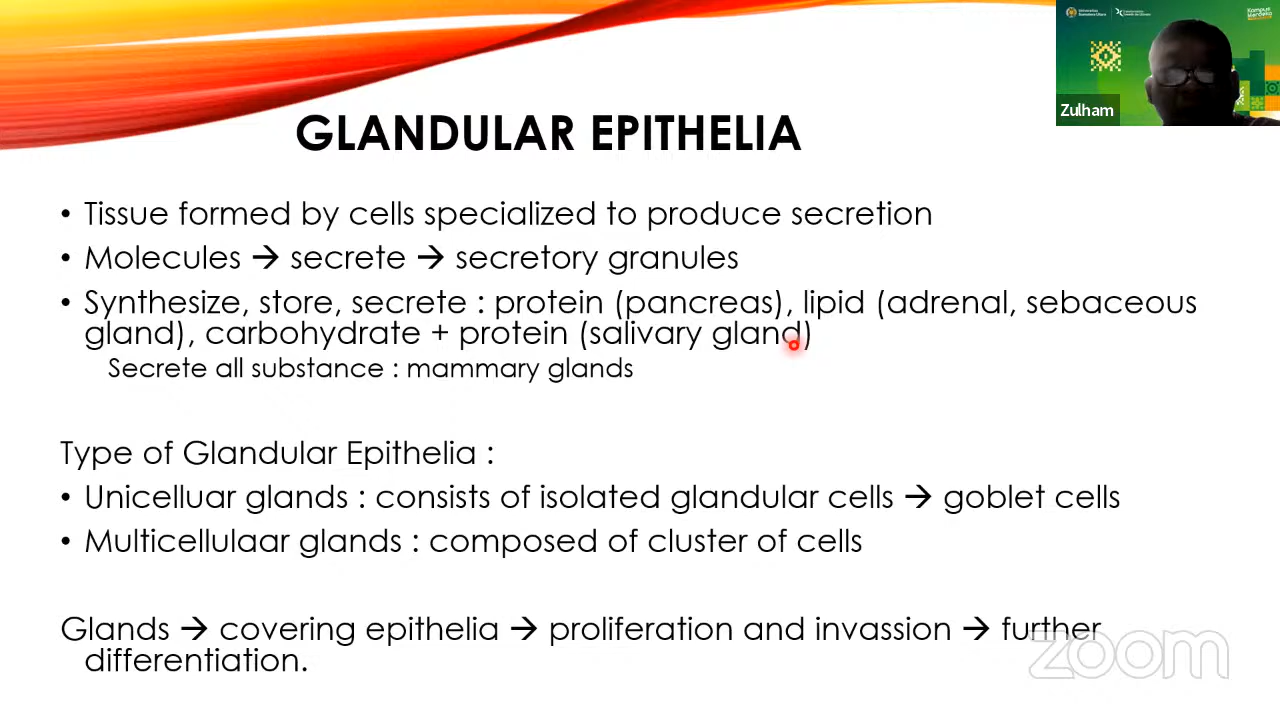 GLANDULAR EPITHELIA
• Tissue formed by cells specialized to produce secretion
• Molecules → secrete → secretory granules
• Synthesize, store, secrete : protein (pancreas), lipid (adrenal, sebaceous
gland), carbohydrate + protein (salivary gland)
Secrete all substance : mammary glands
Type of Glandular Epithelia :
• Unicelluar glands : consists of isolated glandular cells → goblet cells
• Multicellulaar glands : composed of cluster of cells
Glands → covering epithelia → proliferation and invassion → further
differentiation.
Zulham
zoom